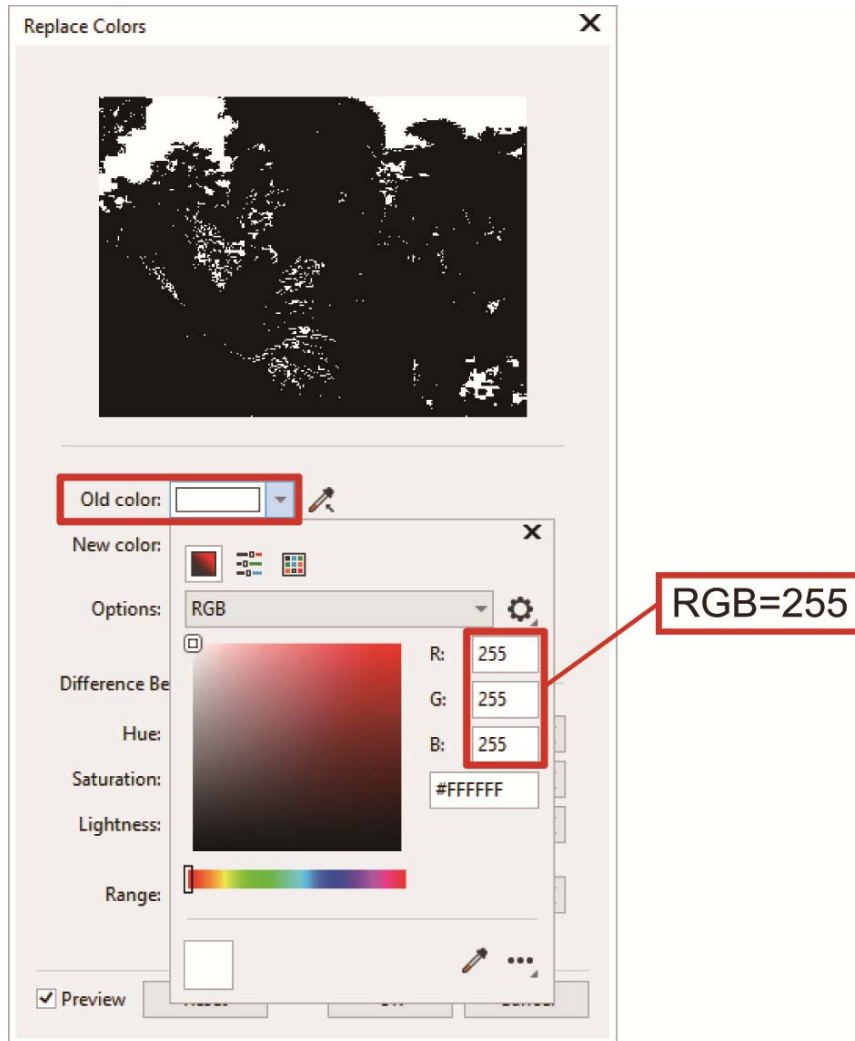 Replace Colors
Old color:
New color:
Options:
RGB
R:
255
Difference Be
G:
255
Hue:
B:
255
Saturation:
#FFFFFF
Lightness:
Range:
Preview
RGB=255